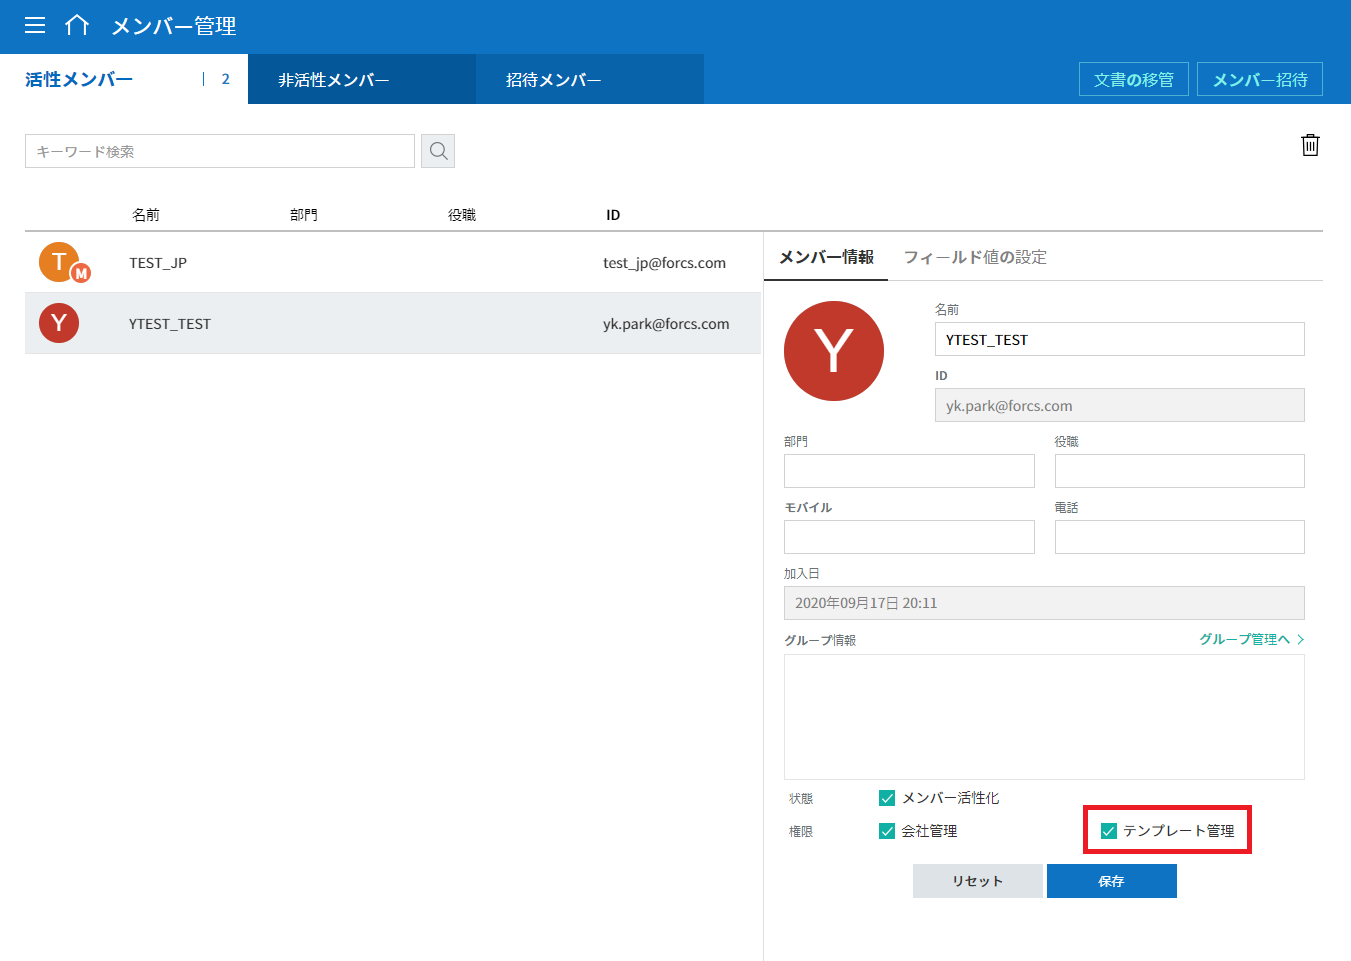 メンバー管理
活性メンバー | 2
非活性メンバー
招待メンバー
文書の移管
メンバー招待
キーワード検索
名前 部門 役職 ID
T M TEST_JP test_jp@forcs.com
Y YTEST_TEST yk.park@forcs.com
メンバー情報 フィールド値の設定
Y
名前
YTEST_TEST
ID
yk.park@forcs.com
部門 役職
モバイル 電話
加入日
2020年09月17日 20:11
グループ情報 グループ管理へ
状態 メンバー活性化
権限 会社管理 テンプレート管理
リセット 保存